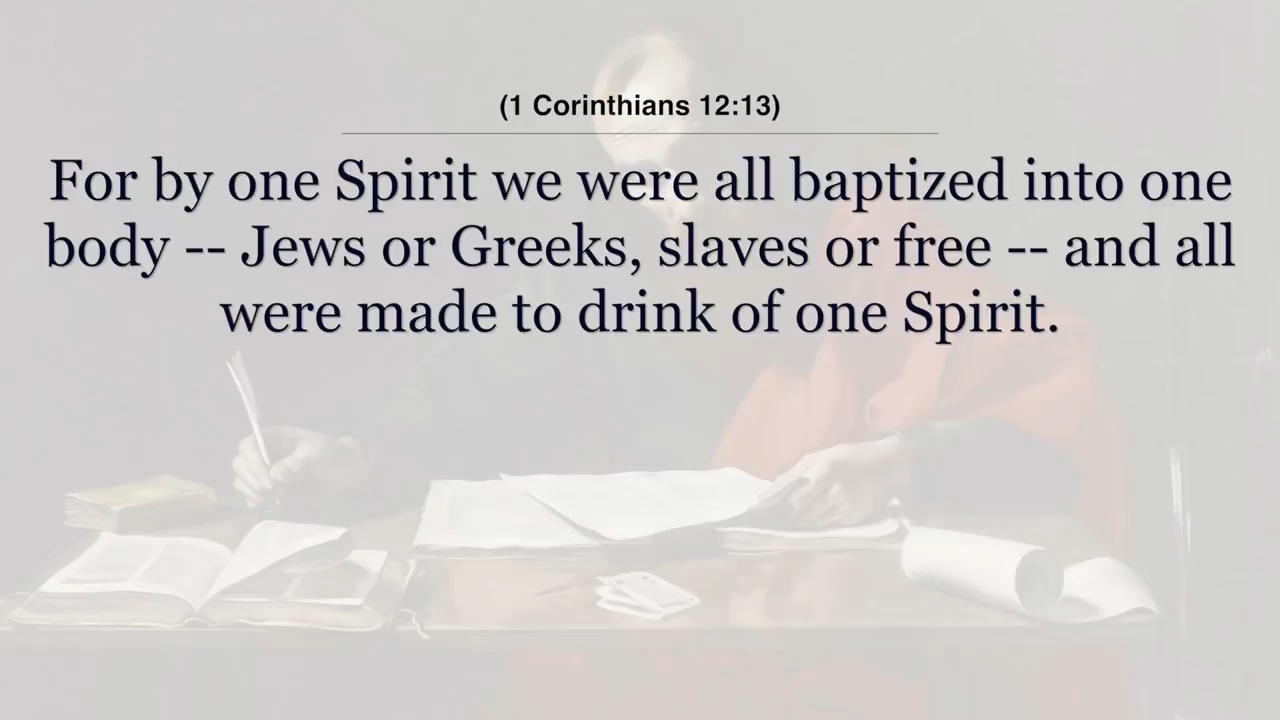 (1 Corinthians 12:13)
For by one Spirit we were all baptized into one
body -- Jews or Greeks, slaves or free -- and all
were made to drink of one Spirit.